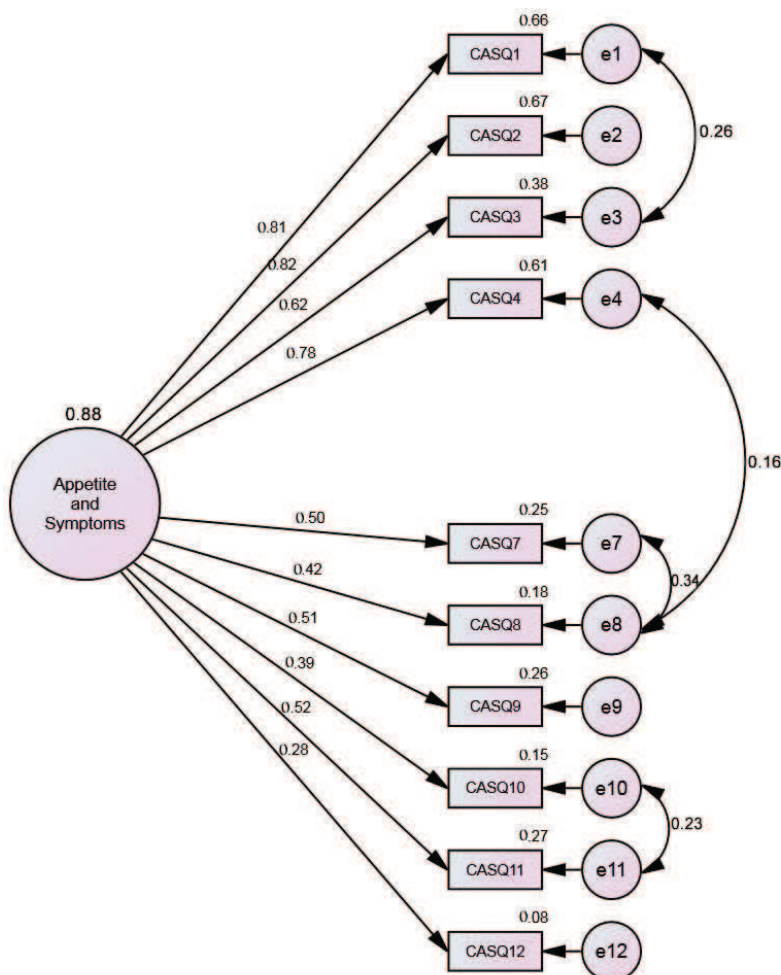 0.66
CASQ1
e1
0.67
CASQ2
e2
0.26
0.38
CASQ3
e3
0.81
0.82
0.61
CASQ4
e4
0.62
0.78
0.88
Appetite
and
Symptoms
0.16
0.50
0.25
CASQ7
e7
0.42
0.34
0.18
CASQ8
e8
0.51
0.39
0.26
CASQ9
e9
0.52
0.28
0.15
CASQ10
e10
0.23
0.27
CASQ11
e11
0.08
CASQ12
e12